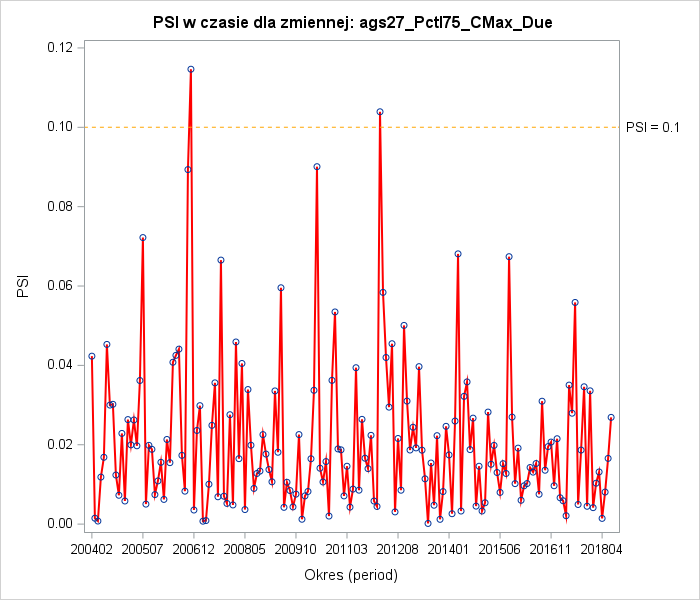 PSI w czasie dla zmiennej: ags27_Pctl75_CMax_Due
0.12
0.10
0.08
0.06
0.04
0.02
0.00
PSI
PSI = 0.1
200402 200507 200612 200805 200910 201103 201208 201401 201506 201611 201804
Okres (period)